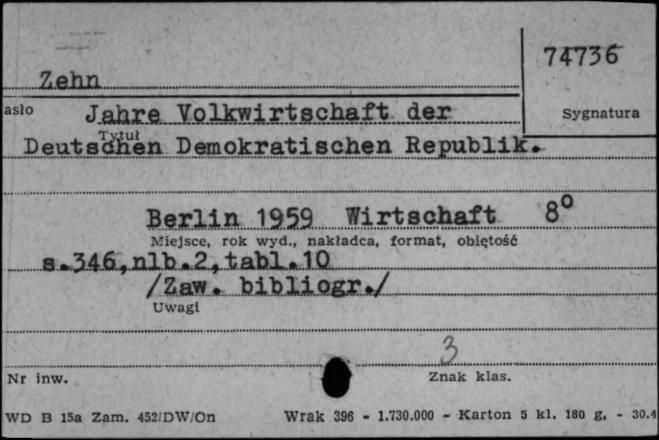 74736
Zehn
asło
Jahre Volkwirtschaft der
Sygnatura
Tytuł
Deutschen Demokratischen Republik.
Berlin 1959 Wirtschaft 8°
Miejsce, rok wyd., nakładca, format, objętość
s.346,nlb.2,tabl.10
/Zaw. bibliogr./
Uwagi
3
Nr inw.
Znak klas.
WD B 15a Zam. 452/DW/On Wrak 396 - 1.730.000 - Karton 5 kl. 180 g, - 30.4